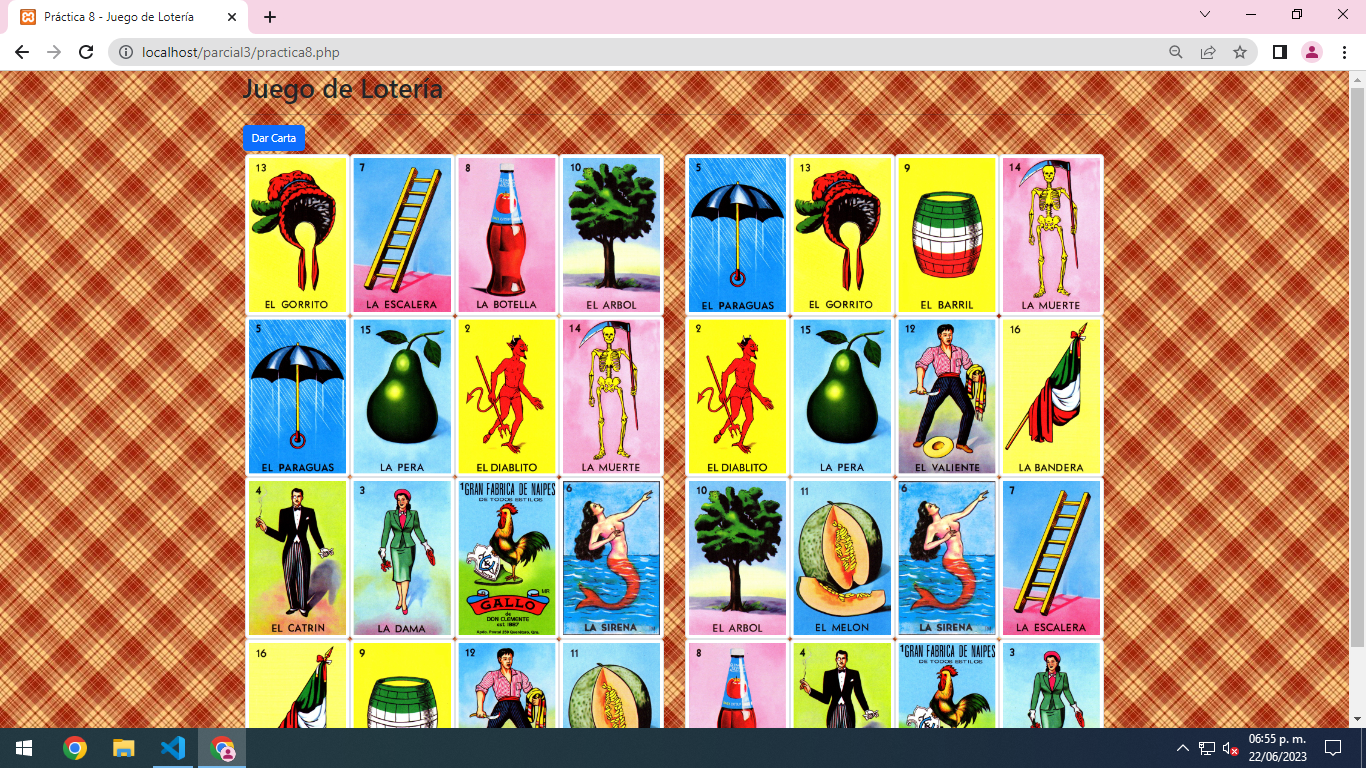 Práctica 8 - Juego de Lotería
localhost/parcial3/practica8.php
Juego de Lotería
Dar Carta
13 7 8 10 5 13 9 14
EL GORRITO LA ESCALERA LA BOTELLA EL ARBOL EL PARAGUAS EL GORRITO EL BARRIL LA MUERTE
5 15 2 14 2 15 12 16
EL PARAGUAS LA PERA EL DIABLITO LA MUERTE EL DIABLITO LA PERA EL VALIENTE LA BANDERA
4 3 1 GRAN FABRICA DE NAIPES 6 10 11 6 7
DE TODOS ESTILOS
MR
GALLO
de
DON CLEMENTE
EL CATRIN LA DAMA LA SIRENA EL ARBOL EL MELON LA SIRENA LA ESCALERA
16 9 12 11 8 4 1 GRAN FABRICA DE NAIPES 3
DE TODOS ESTILOS
06:55 p. m.
22/06/2023